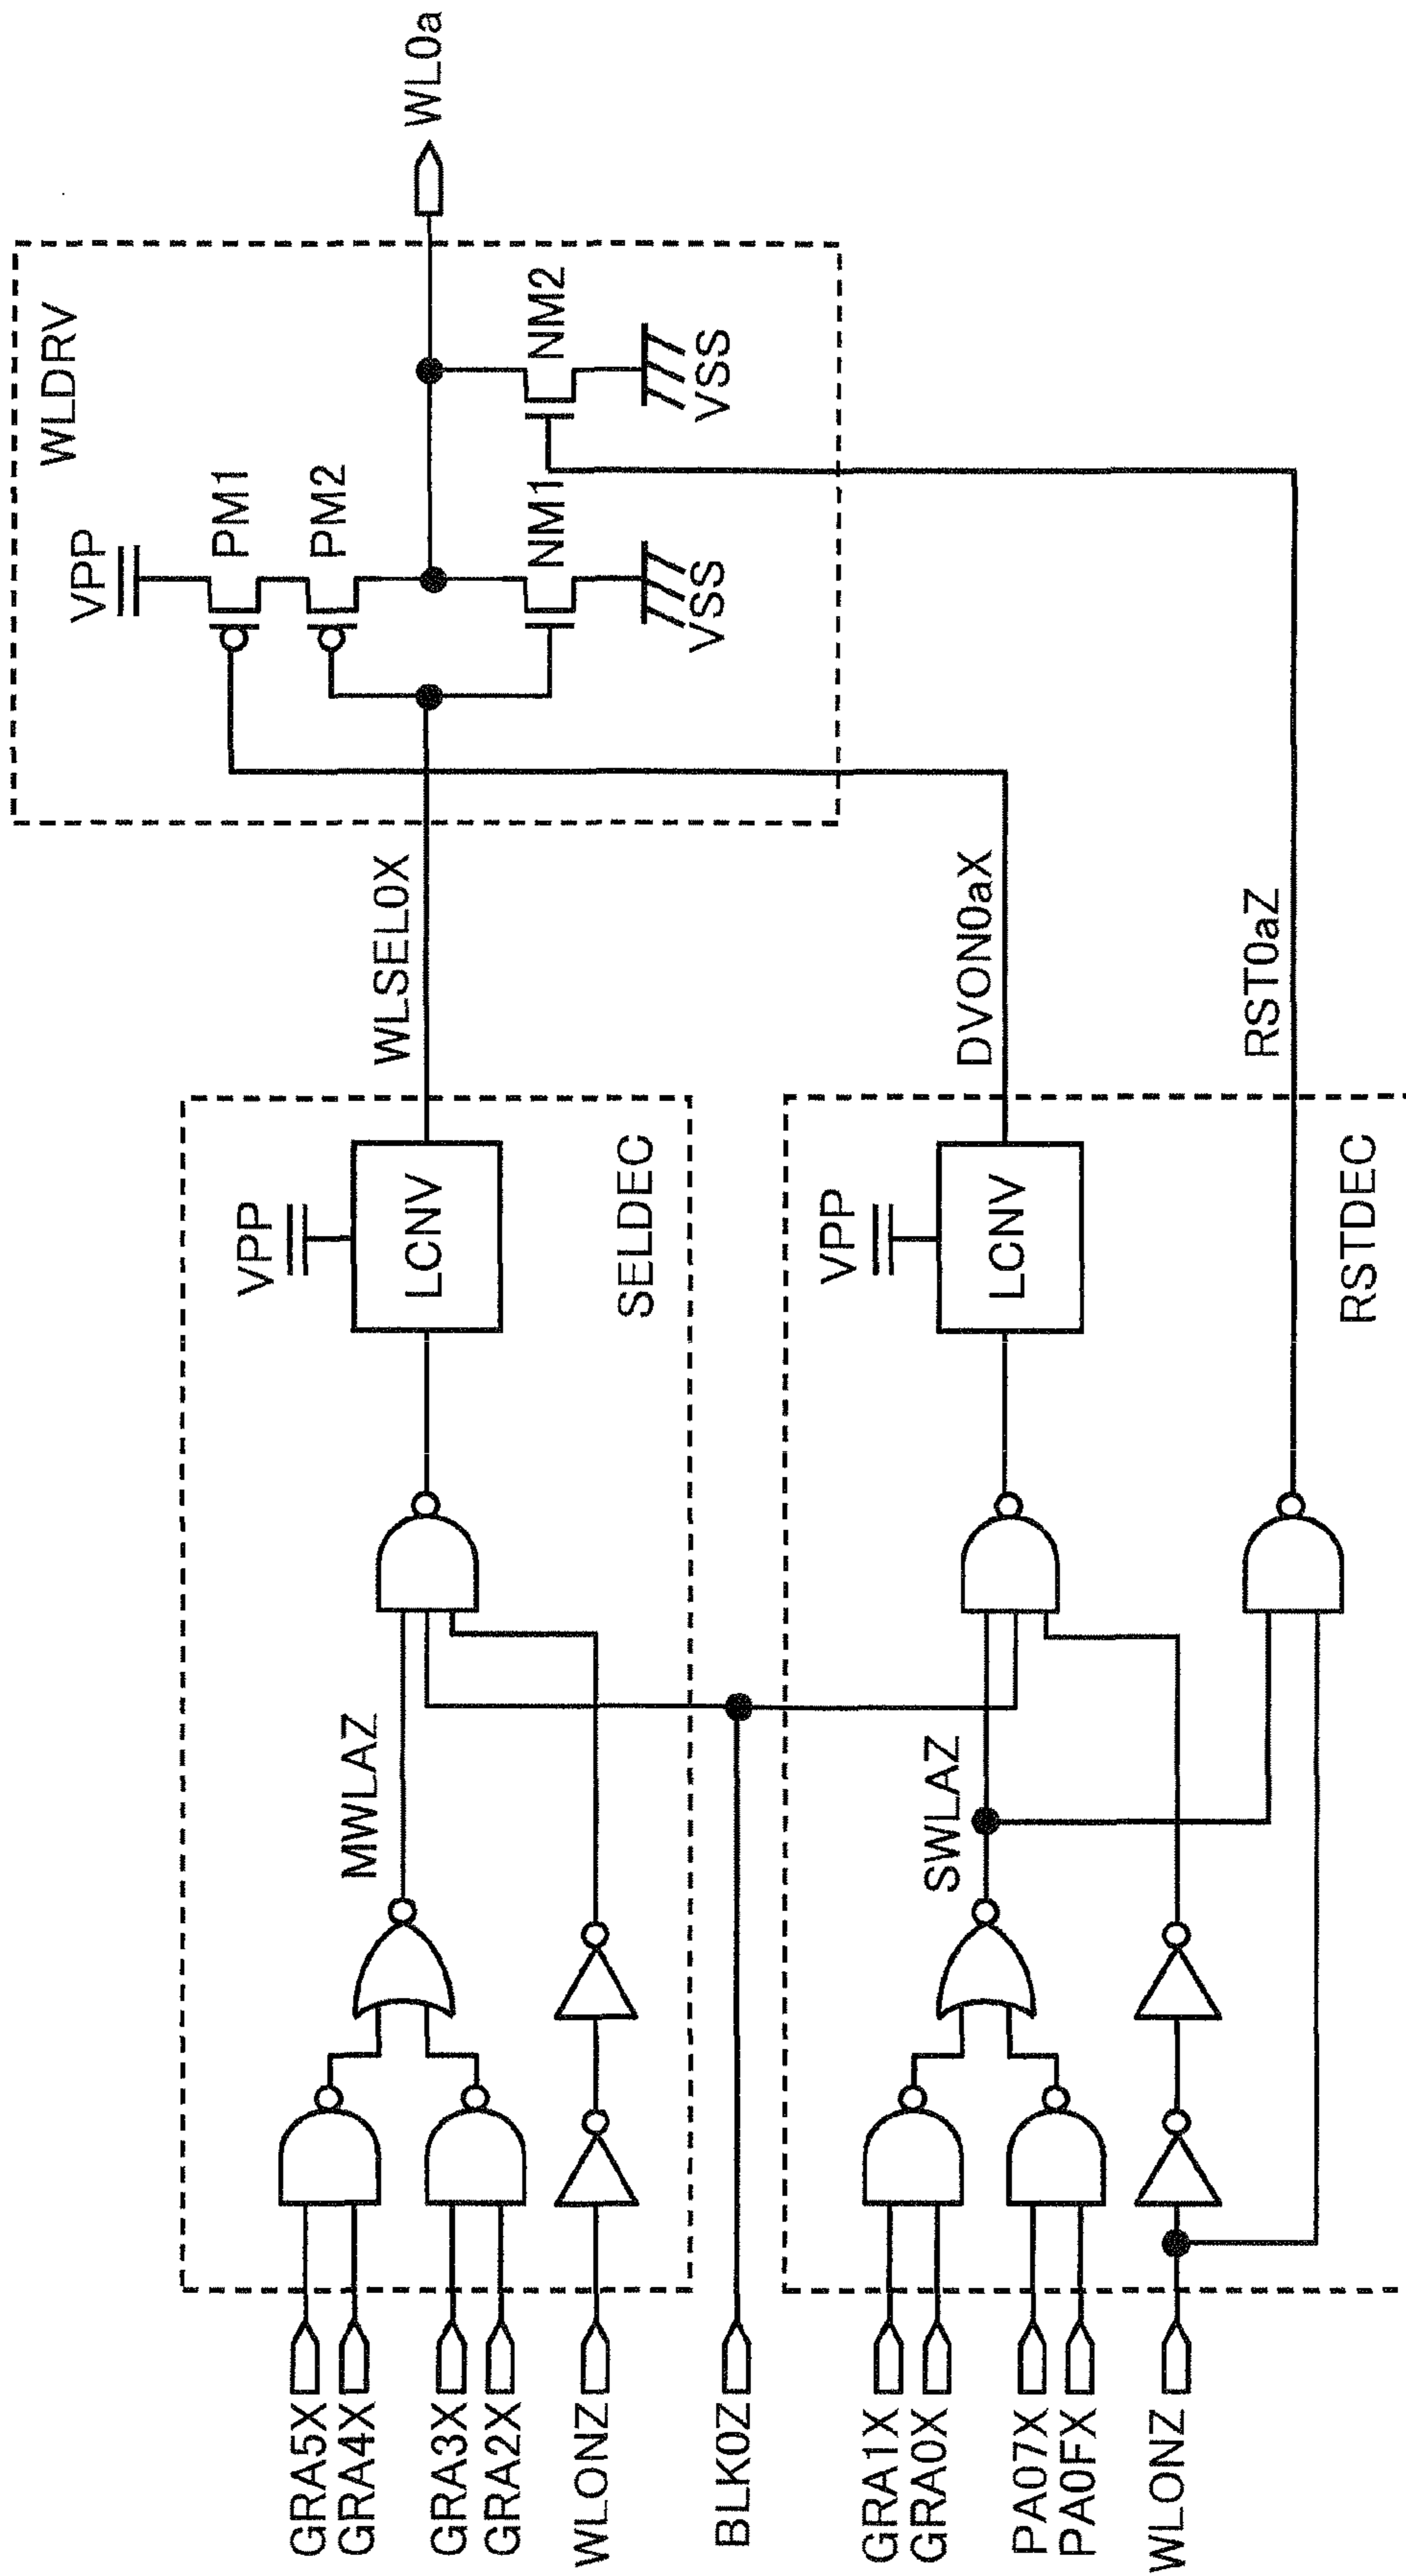 GRA5X
GRA4X
GRA3X
GRA2X
WLONZ
BLK0Z
GRA1X
GRA0X
PA07X
PA0FX
WLONZ
MWLAZ
SWLAZ
VPP
LCNV
SELDEC
VPP
LCNV
RSTDEC
WLSEL0X
DVON0aX
RST0aZ
WLDRV
VPP
PM1
PM2
NM1
VSS
NM2
VSS
WL0a